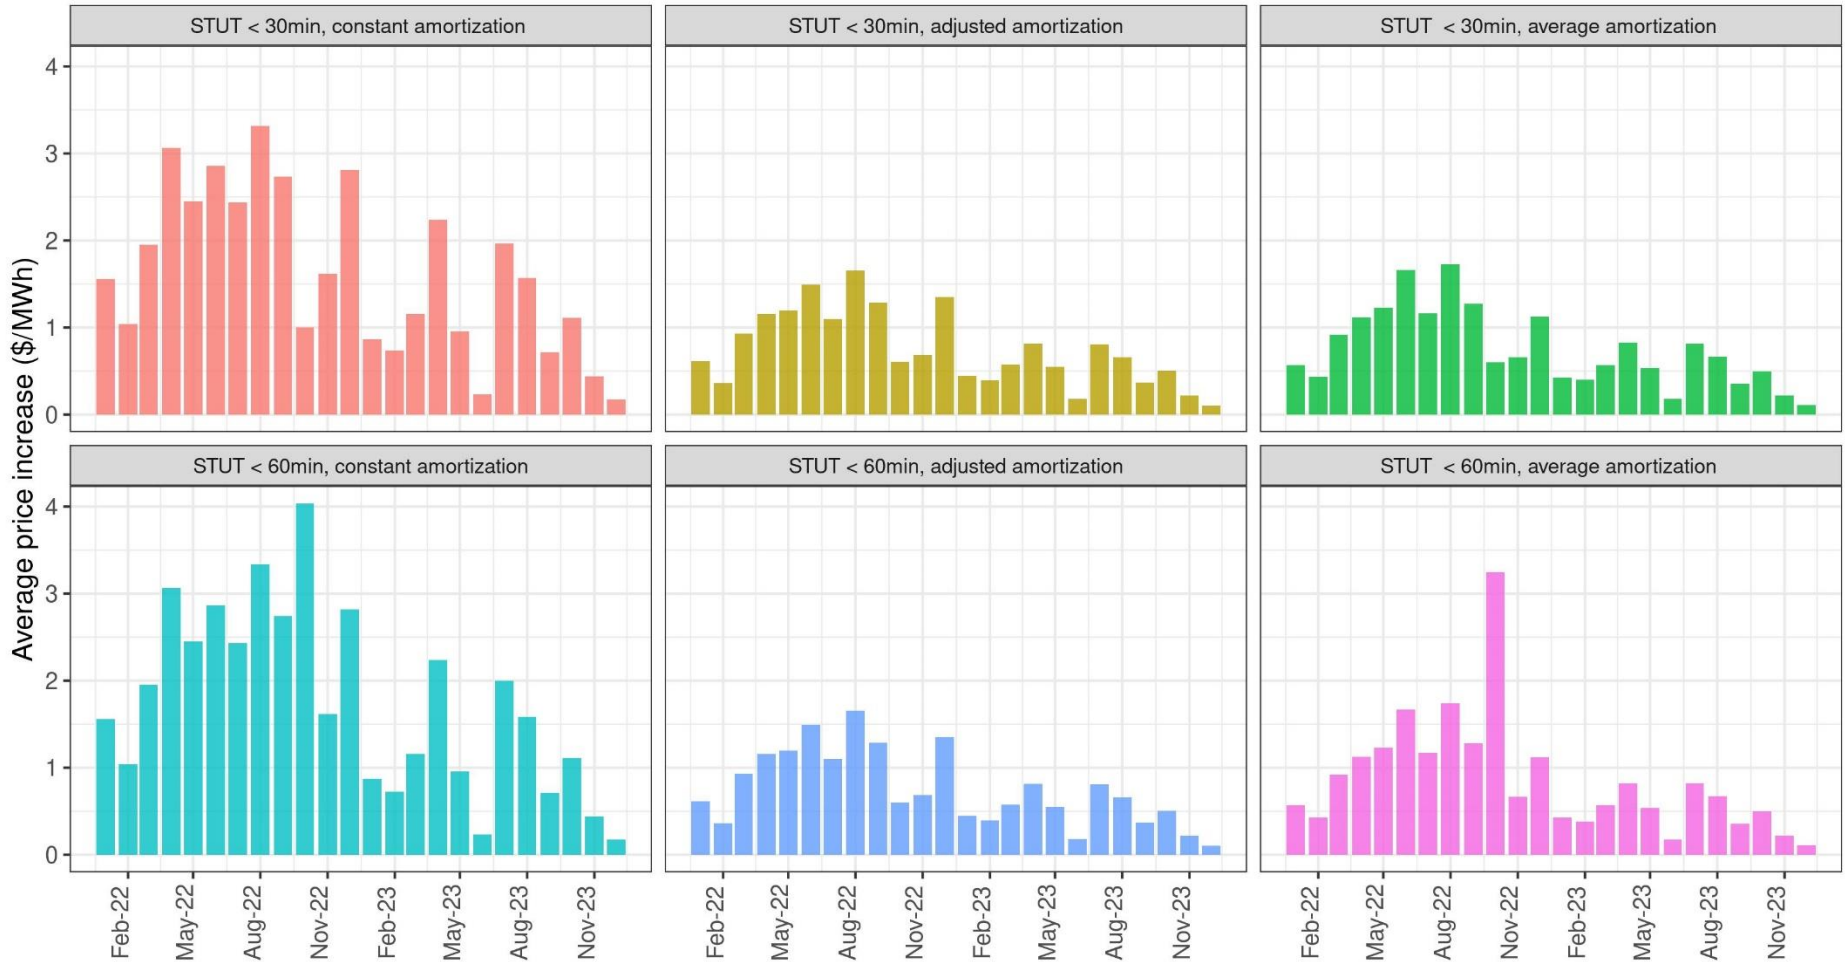 STUT < 30min, constant amortization
STUT < 30min, adjusted amortization
STUT  < 30min, average amortization
4
3
2
1
0
Average price increase ($/MWh)
STUT < 60min, constant amortization
STUT < 60min, adjusted amortization
STUT  < 60min, average amortization
4
3
2
1
0
Feb-22
May-22
Aug-22
Nov-22
Feb-23
May-23
Aug-23
Nov-23
Feb-22
May-22
Aug-22
Nov-22
Feb-23
May-23
Aug-23
Nov-23
Feb-22
May-22
Aug-22
Nov-22
Feb-23
May-23
Aug-23
Nov-23